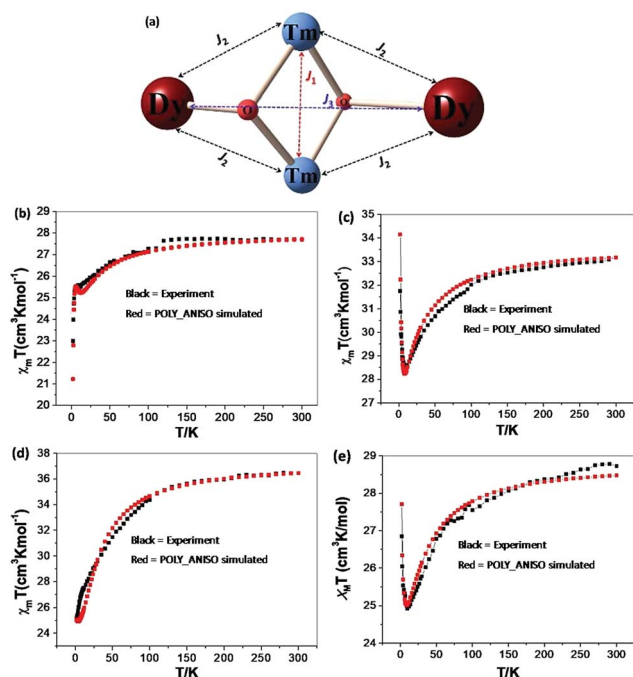 (a)
Tm
J₂
J₂
J₁
Dy
O
J₃
O'
Dy
J₂
J₂
Tm
(b)
28
27
26
25
24
23
22
21
20
χₘT(cm³Kmol⁻¹)
Black = Experiment
Red = POLY_ANISO simulated
0 50 100 150 200 250 300
T/K
(c)
35
34
33
32
31
30
29
28
27
χₘT(cm³Kmol⁻¹)
Black = Experiment
Red = POLY_ANISO simulated
0 50 100 150 200 250 300
T/K
(d)
36
34
32
30
28
26
24
χₘT(cm³Kmol⁻¹)
Black = Experiment
Red = POLY_ANISO simulated
0 50 100 150 200 250 300
T/K
(e)
29
28
27
26
25
24
χ_MT (cm³K/mol)
Black = Experiment
Red = POLY_ANISO simulated
0 50 100 150 200 250 300
T/K